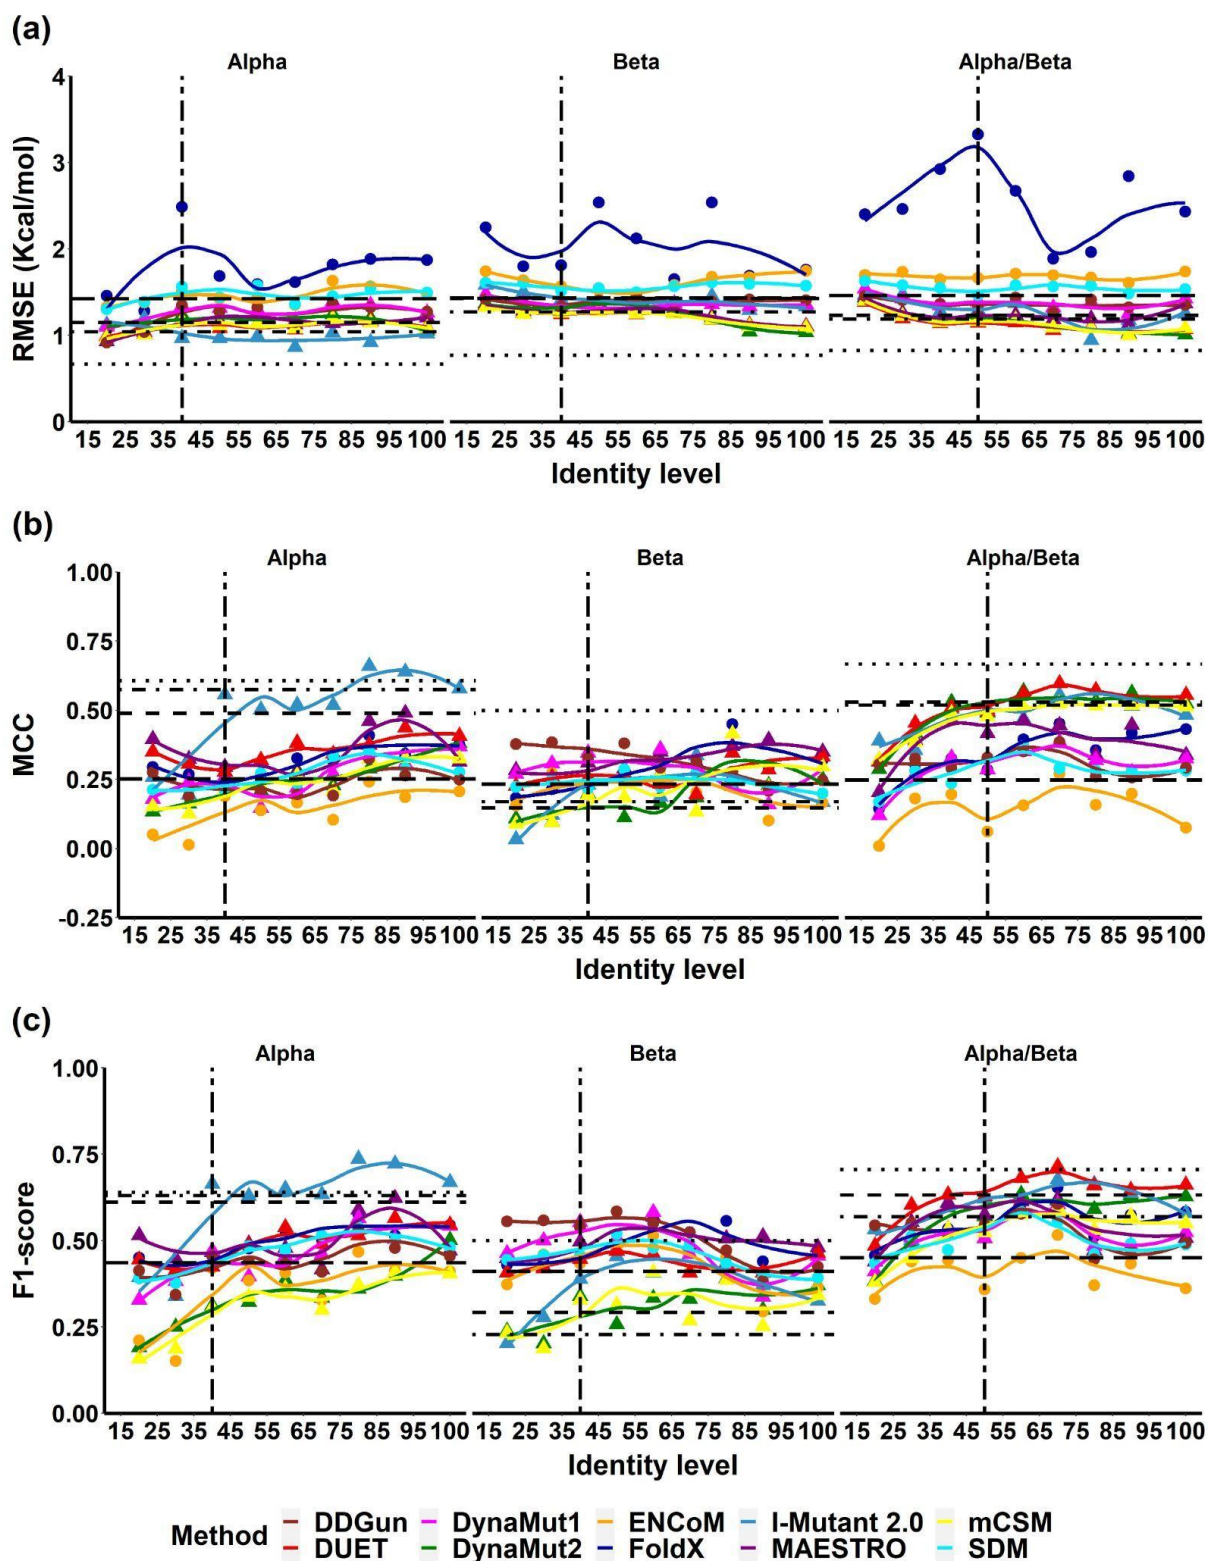 (a)
Alpha Beta Alpha/Beta
RMSE (Kcal/mol)
4
3
2
1
0
15 25 35 45 55 65 75 85 100 15 25 35 45 55 65 75 85 100 15 25 35 45 55 65 75 85 100
Identity level
(b)
Alpha Beta Alpha/Beta
MCC
1.00
0.75
0.50
0.25
0.00
-0.25
15 25 35 45 55 65 75 85 95 100 15 25 35 45 55 65 75 85 95 100 15 25 35 45 55 65 75 85 95 100
Identity level
(c)
Alpha Beta Alpha/Beta
F1-score
1.00
0.75
0.50
0.25
0.00
15 25 35 45 55 65 75 85 100 15 25 35 45 55 65 75 85 95 100 15 25 35 45 55 65 75 85 95 100
Identity level
Method DDGun DynaMut1 ENCoM I-Mutant 2.0 mCSM
DUET DynaMut2 FoldX MAESTRO SDM